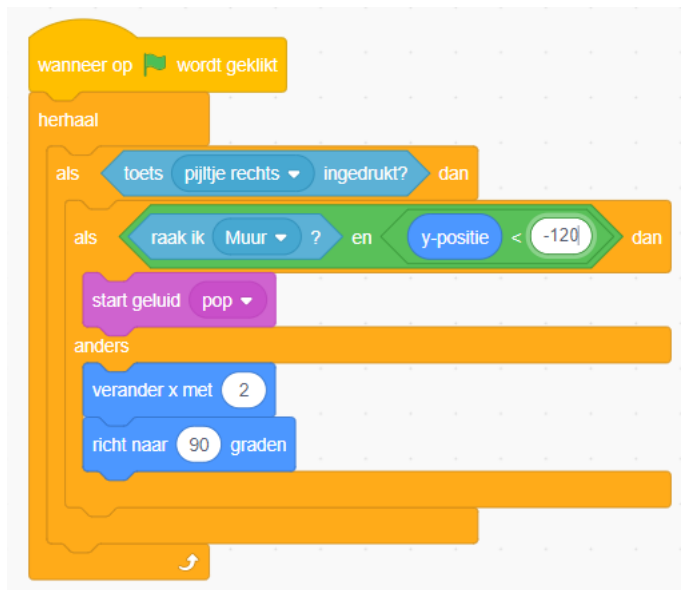 wanneer op wordt geklikt
herhaal
als toets pijltje rechts ingedrukt? dan
als raak ik Muur ? en y-positie < -120 dan
start geluid pop
anders
verander x met 2
richt naar 90 graden